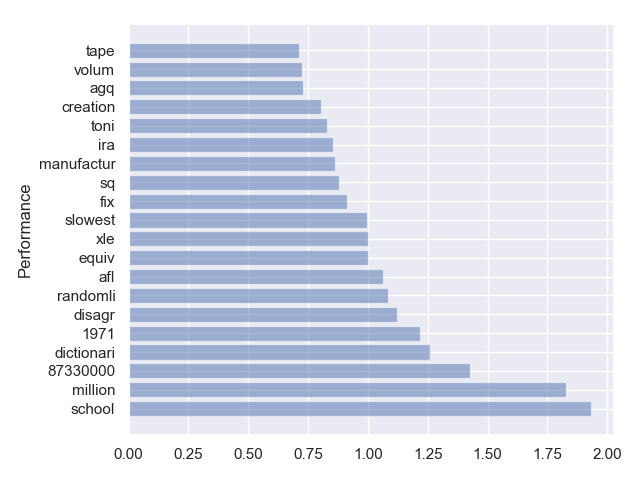 tape
volum
agq
creation
toni
ira
manufactur
sq
fix
slowest
xle
equiv
afl
randomli
disagr
1971
dictionari
87330000
million
school
Performance
0.00 0.25 0.50 0.75 1.00 1.25 1.50 1.75 2.00